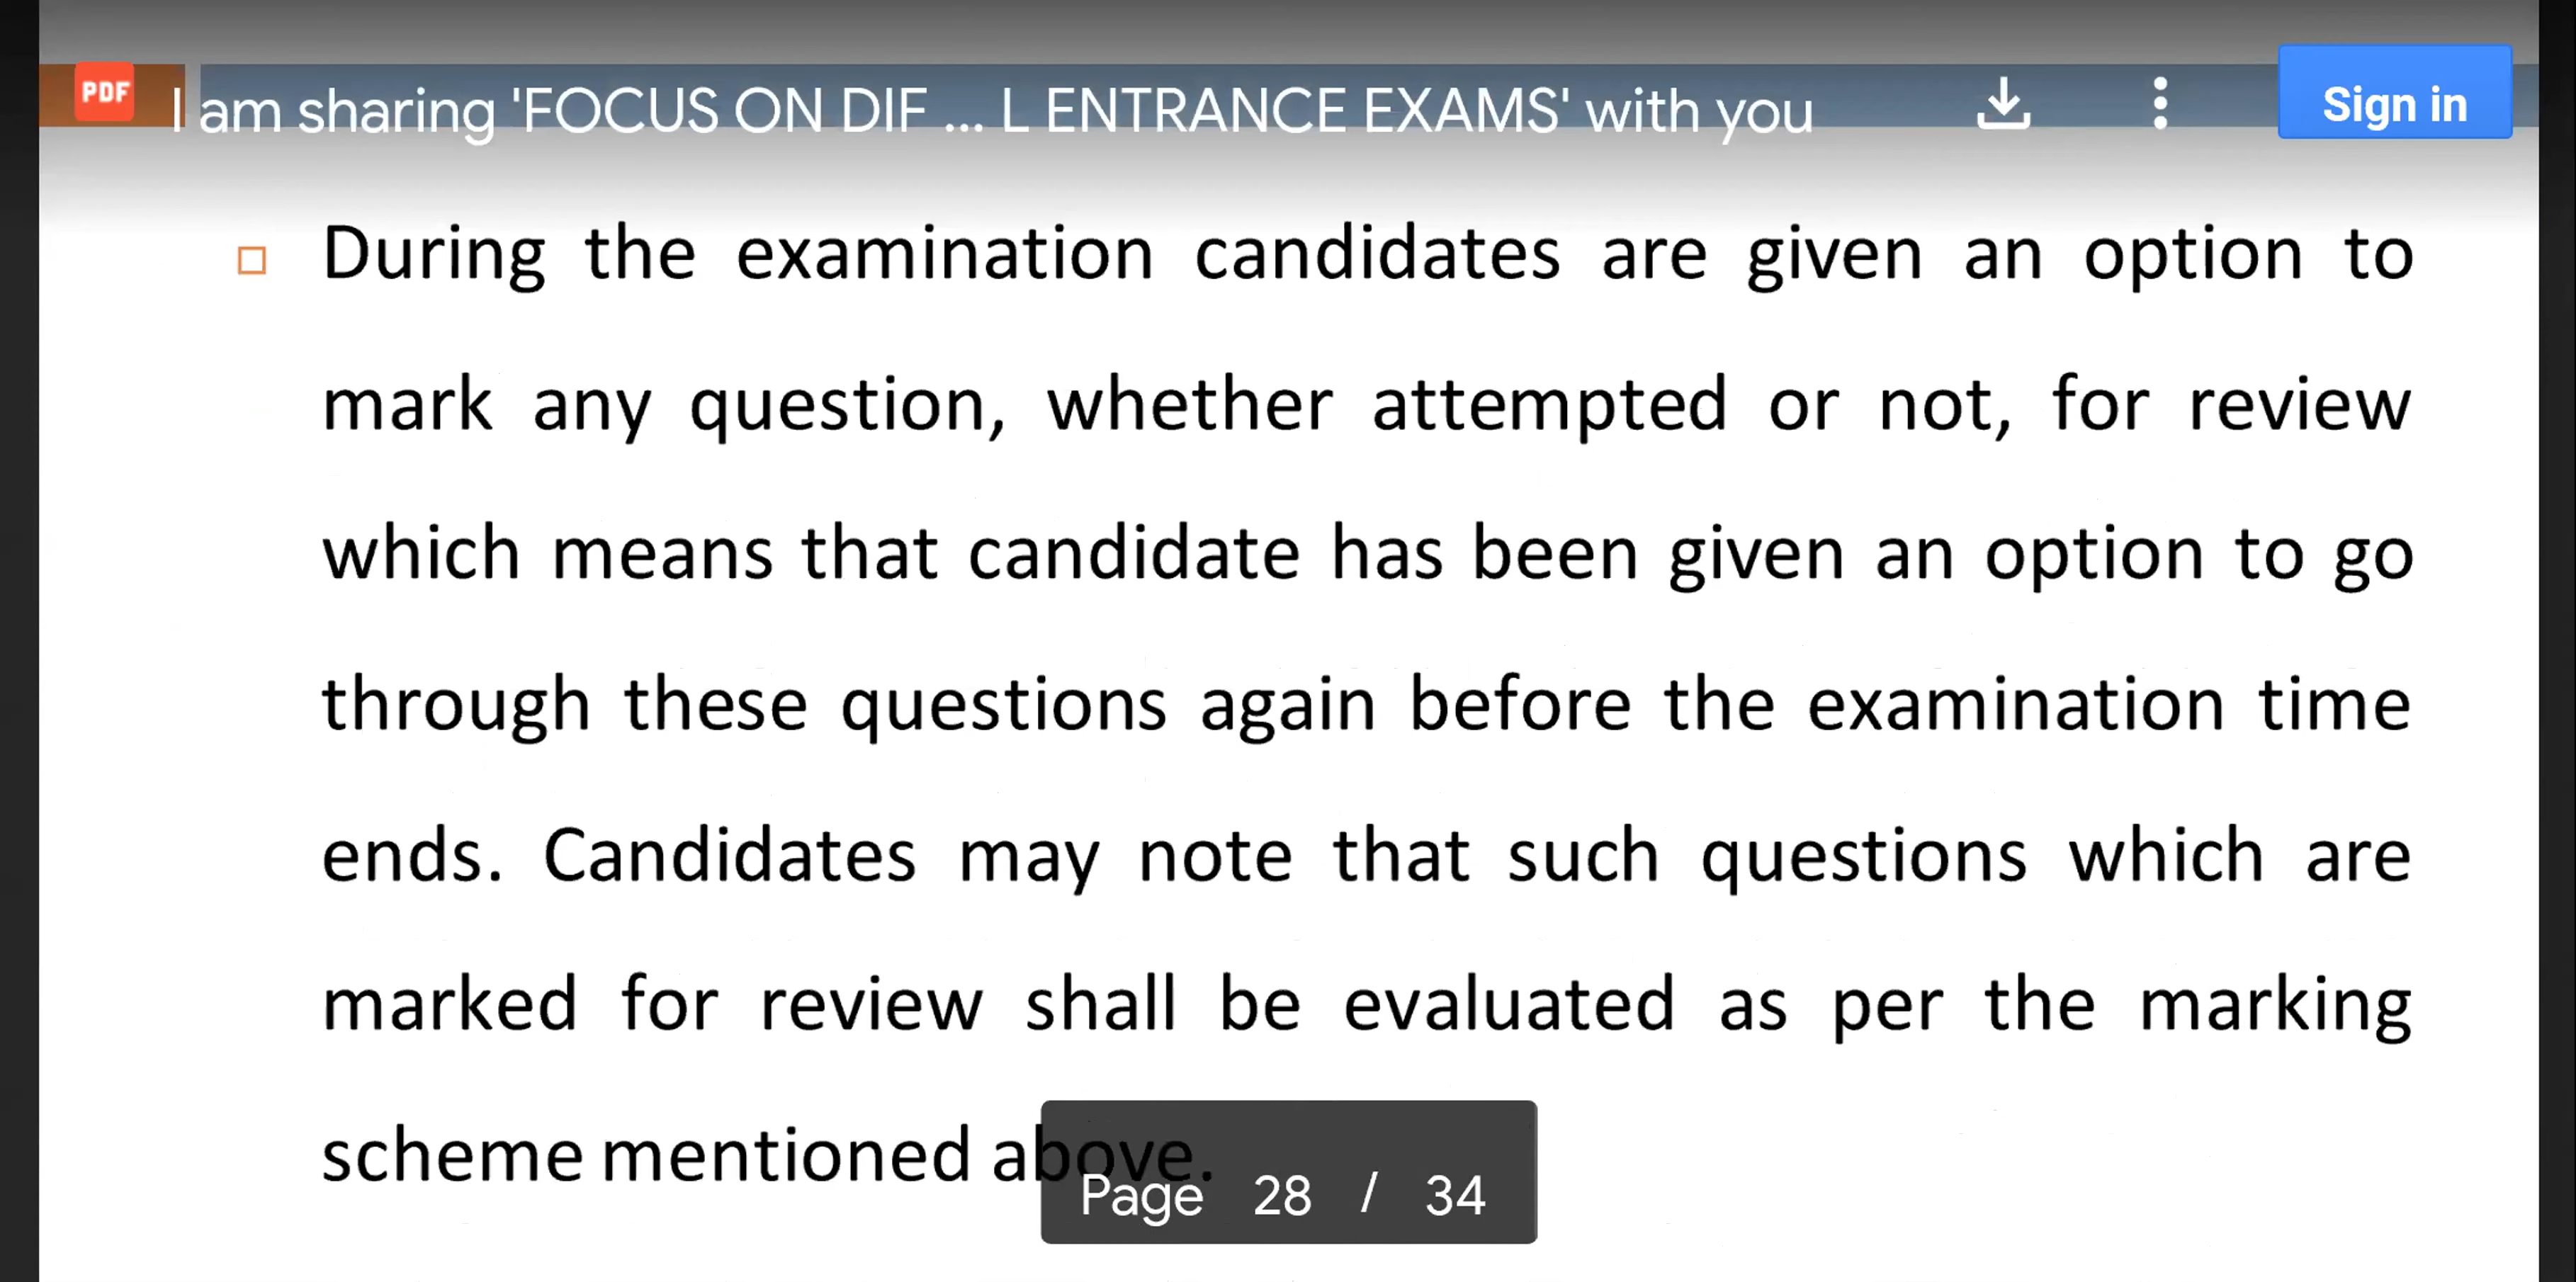 PDF
I am sharing 'FOCUS ON DIF ... L ENTRANCE EXAMS' with you
Sign in
During the examination candidates are given an option to
mark any question, whether attempted or not, for review
which means that candidate has been given an option to go
through these questions again before the examination time
ends. Candidates may note that such questions which are
marked for review shall be evaluated as per the marking
scheme mentioned above.
Page 28 / 34